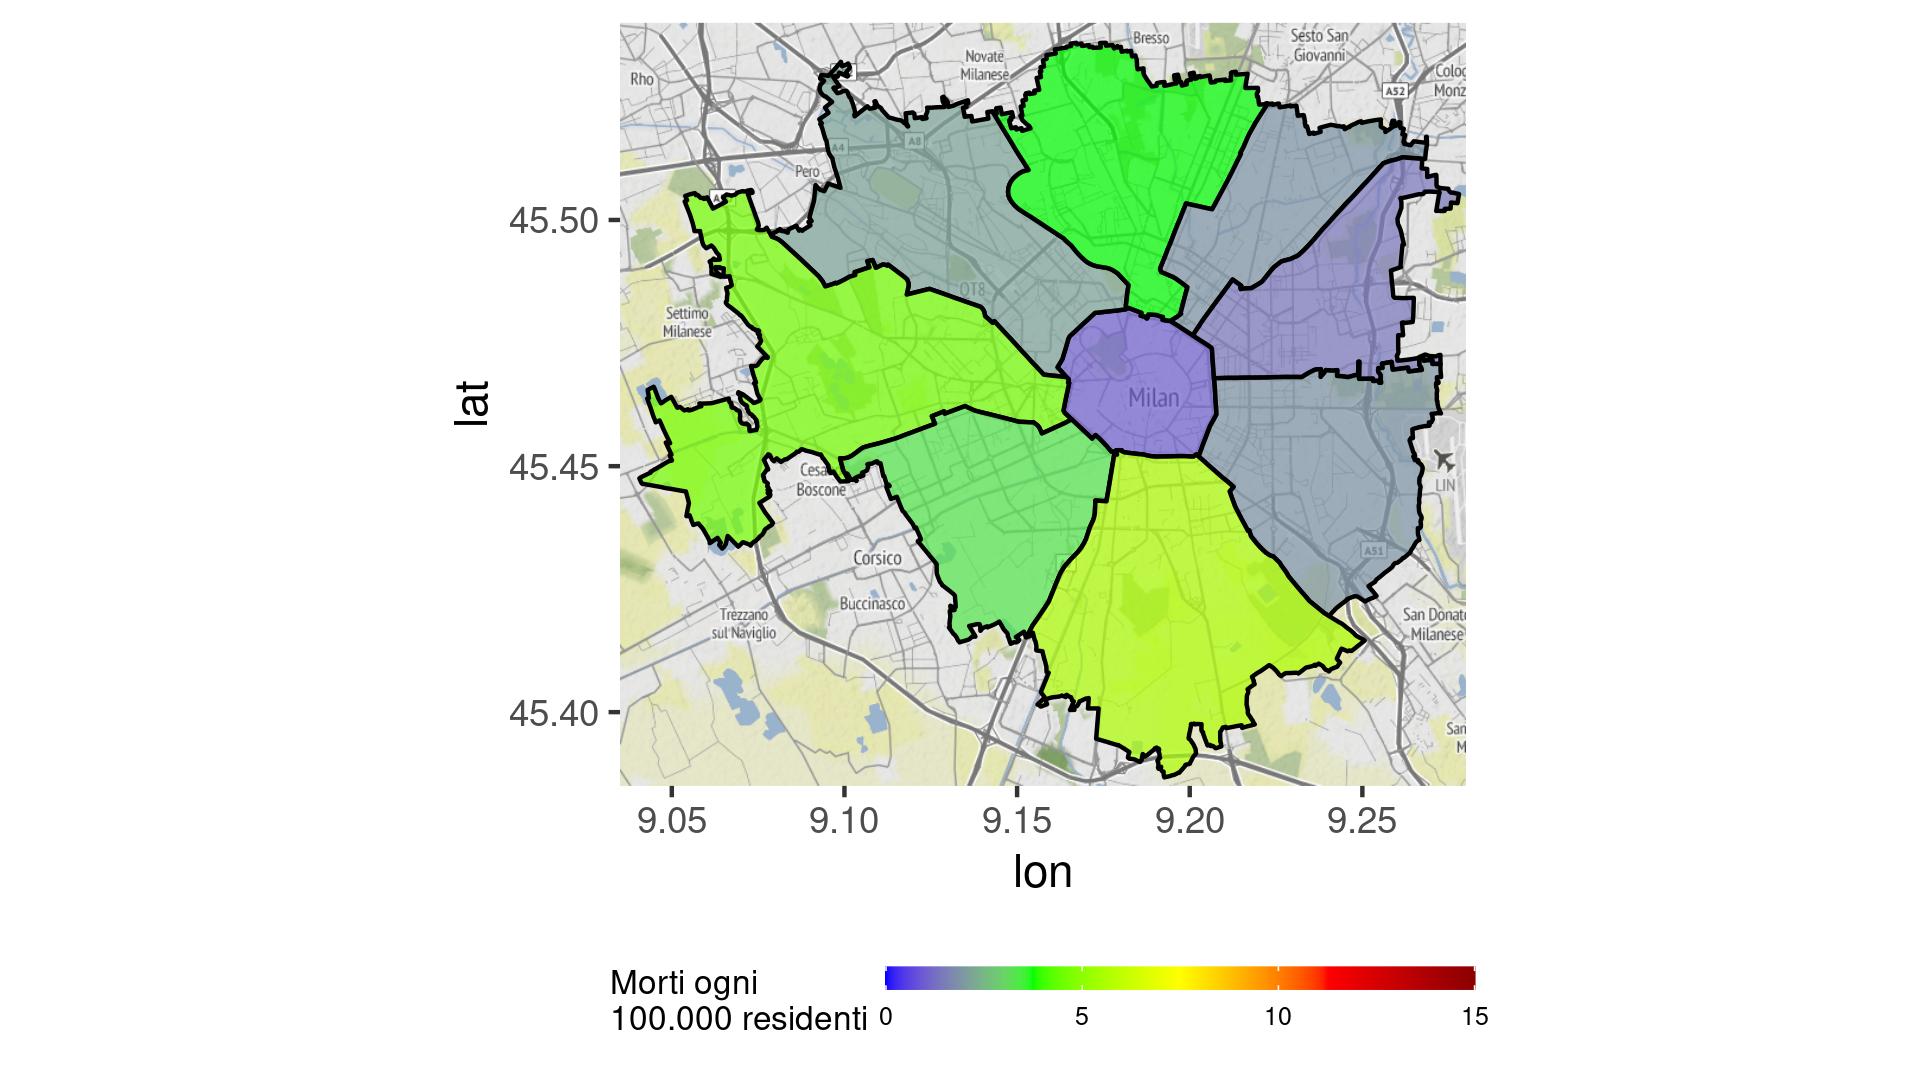 Rho
Novate
Milanese
Bresso
Sesto San
Giovanni
A52
Colog
Monz
A4
A8
Pero
A
45.50
Settimo
Milanese
QT8
Milan
lat
45.45
Cesa
Boscone
LIN
Corsico
A51
Trezzano
sul Naviglio
Buccinasco
San Donato
Milanese
45.40
San
M
9.05 9.10 9.15 9.20 9.25
lon
Morti ogni
100.000 residenti
0 5 10 15